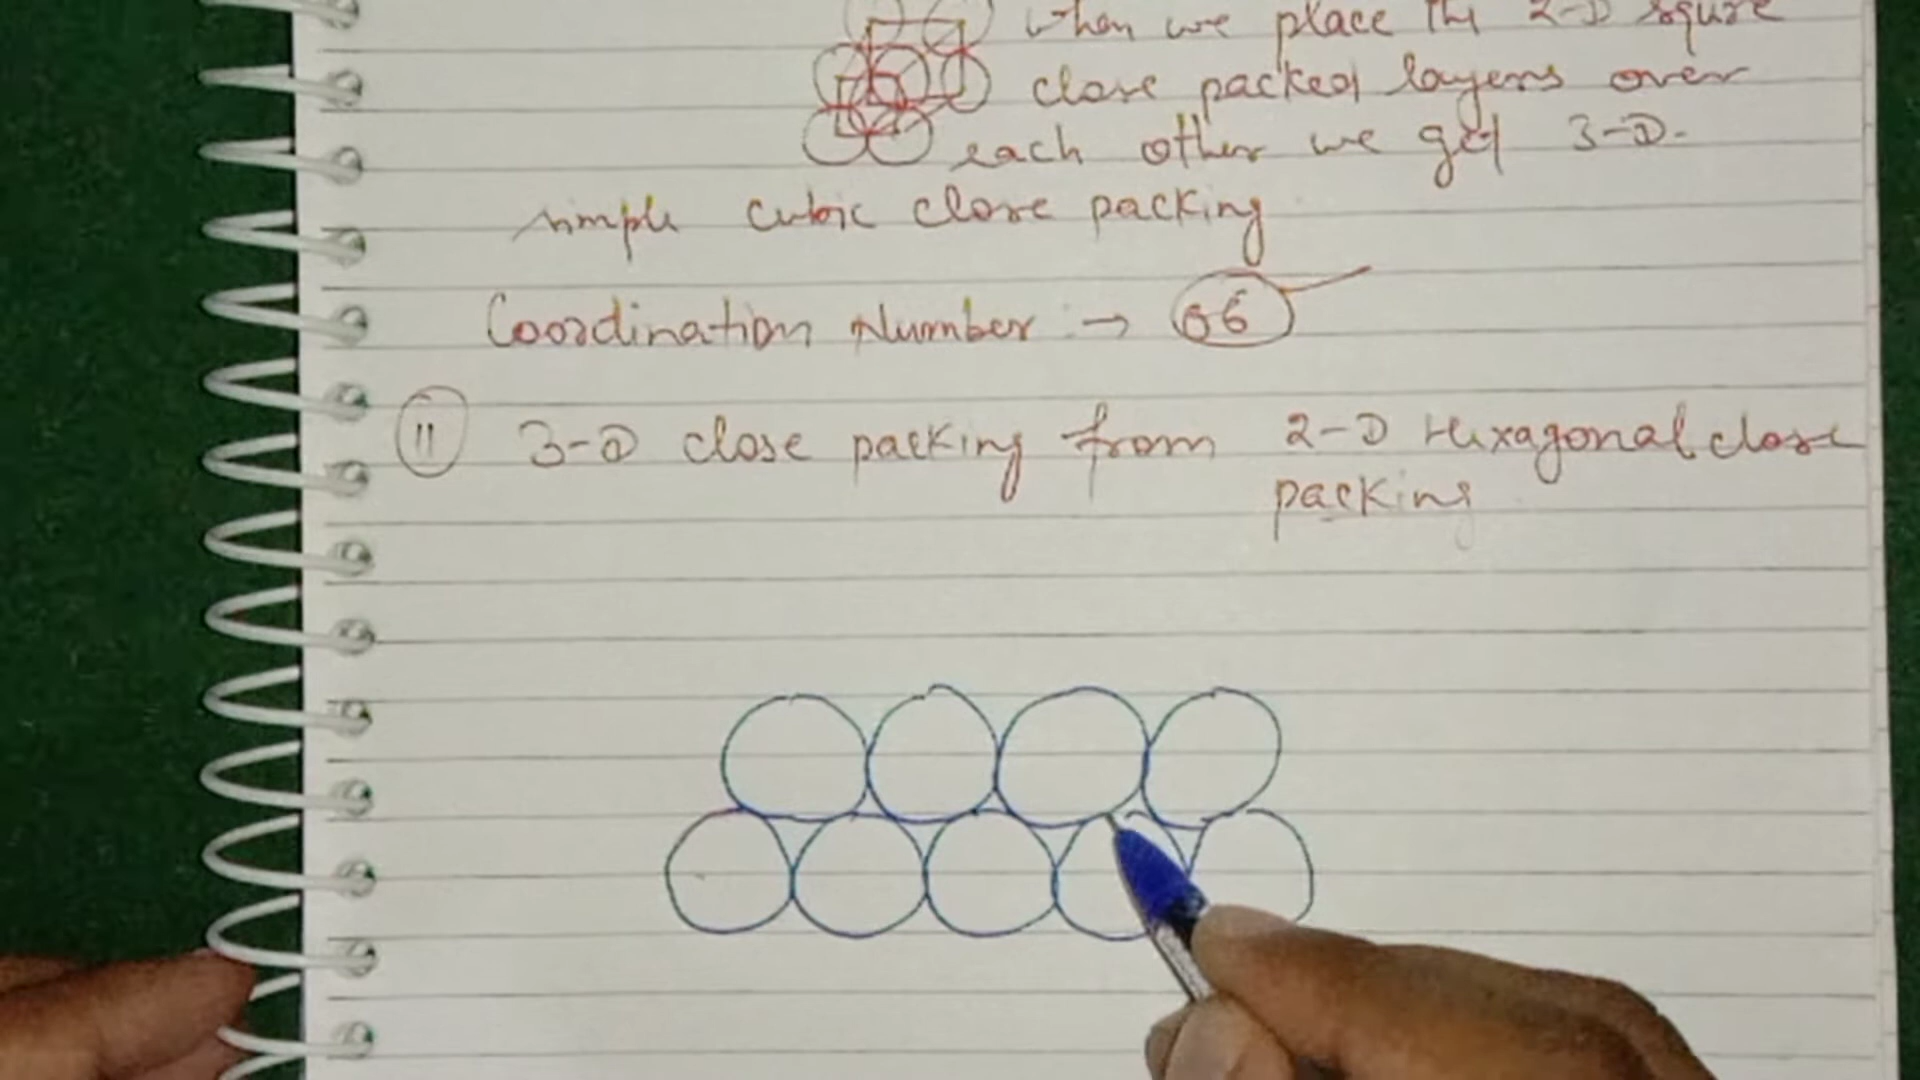 when we place the 2-D squre
close packed layers over
each other we get 3-D.
simple cubic close packing
Coordination Number :→ 06
II 3-D close packing from 2-D Hexagonal close
packing